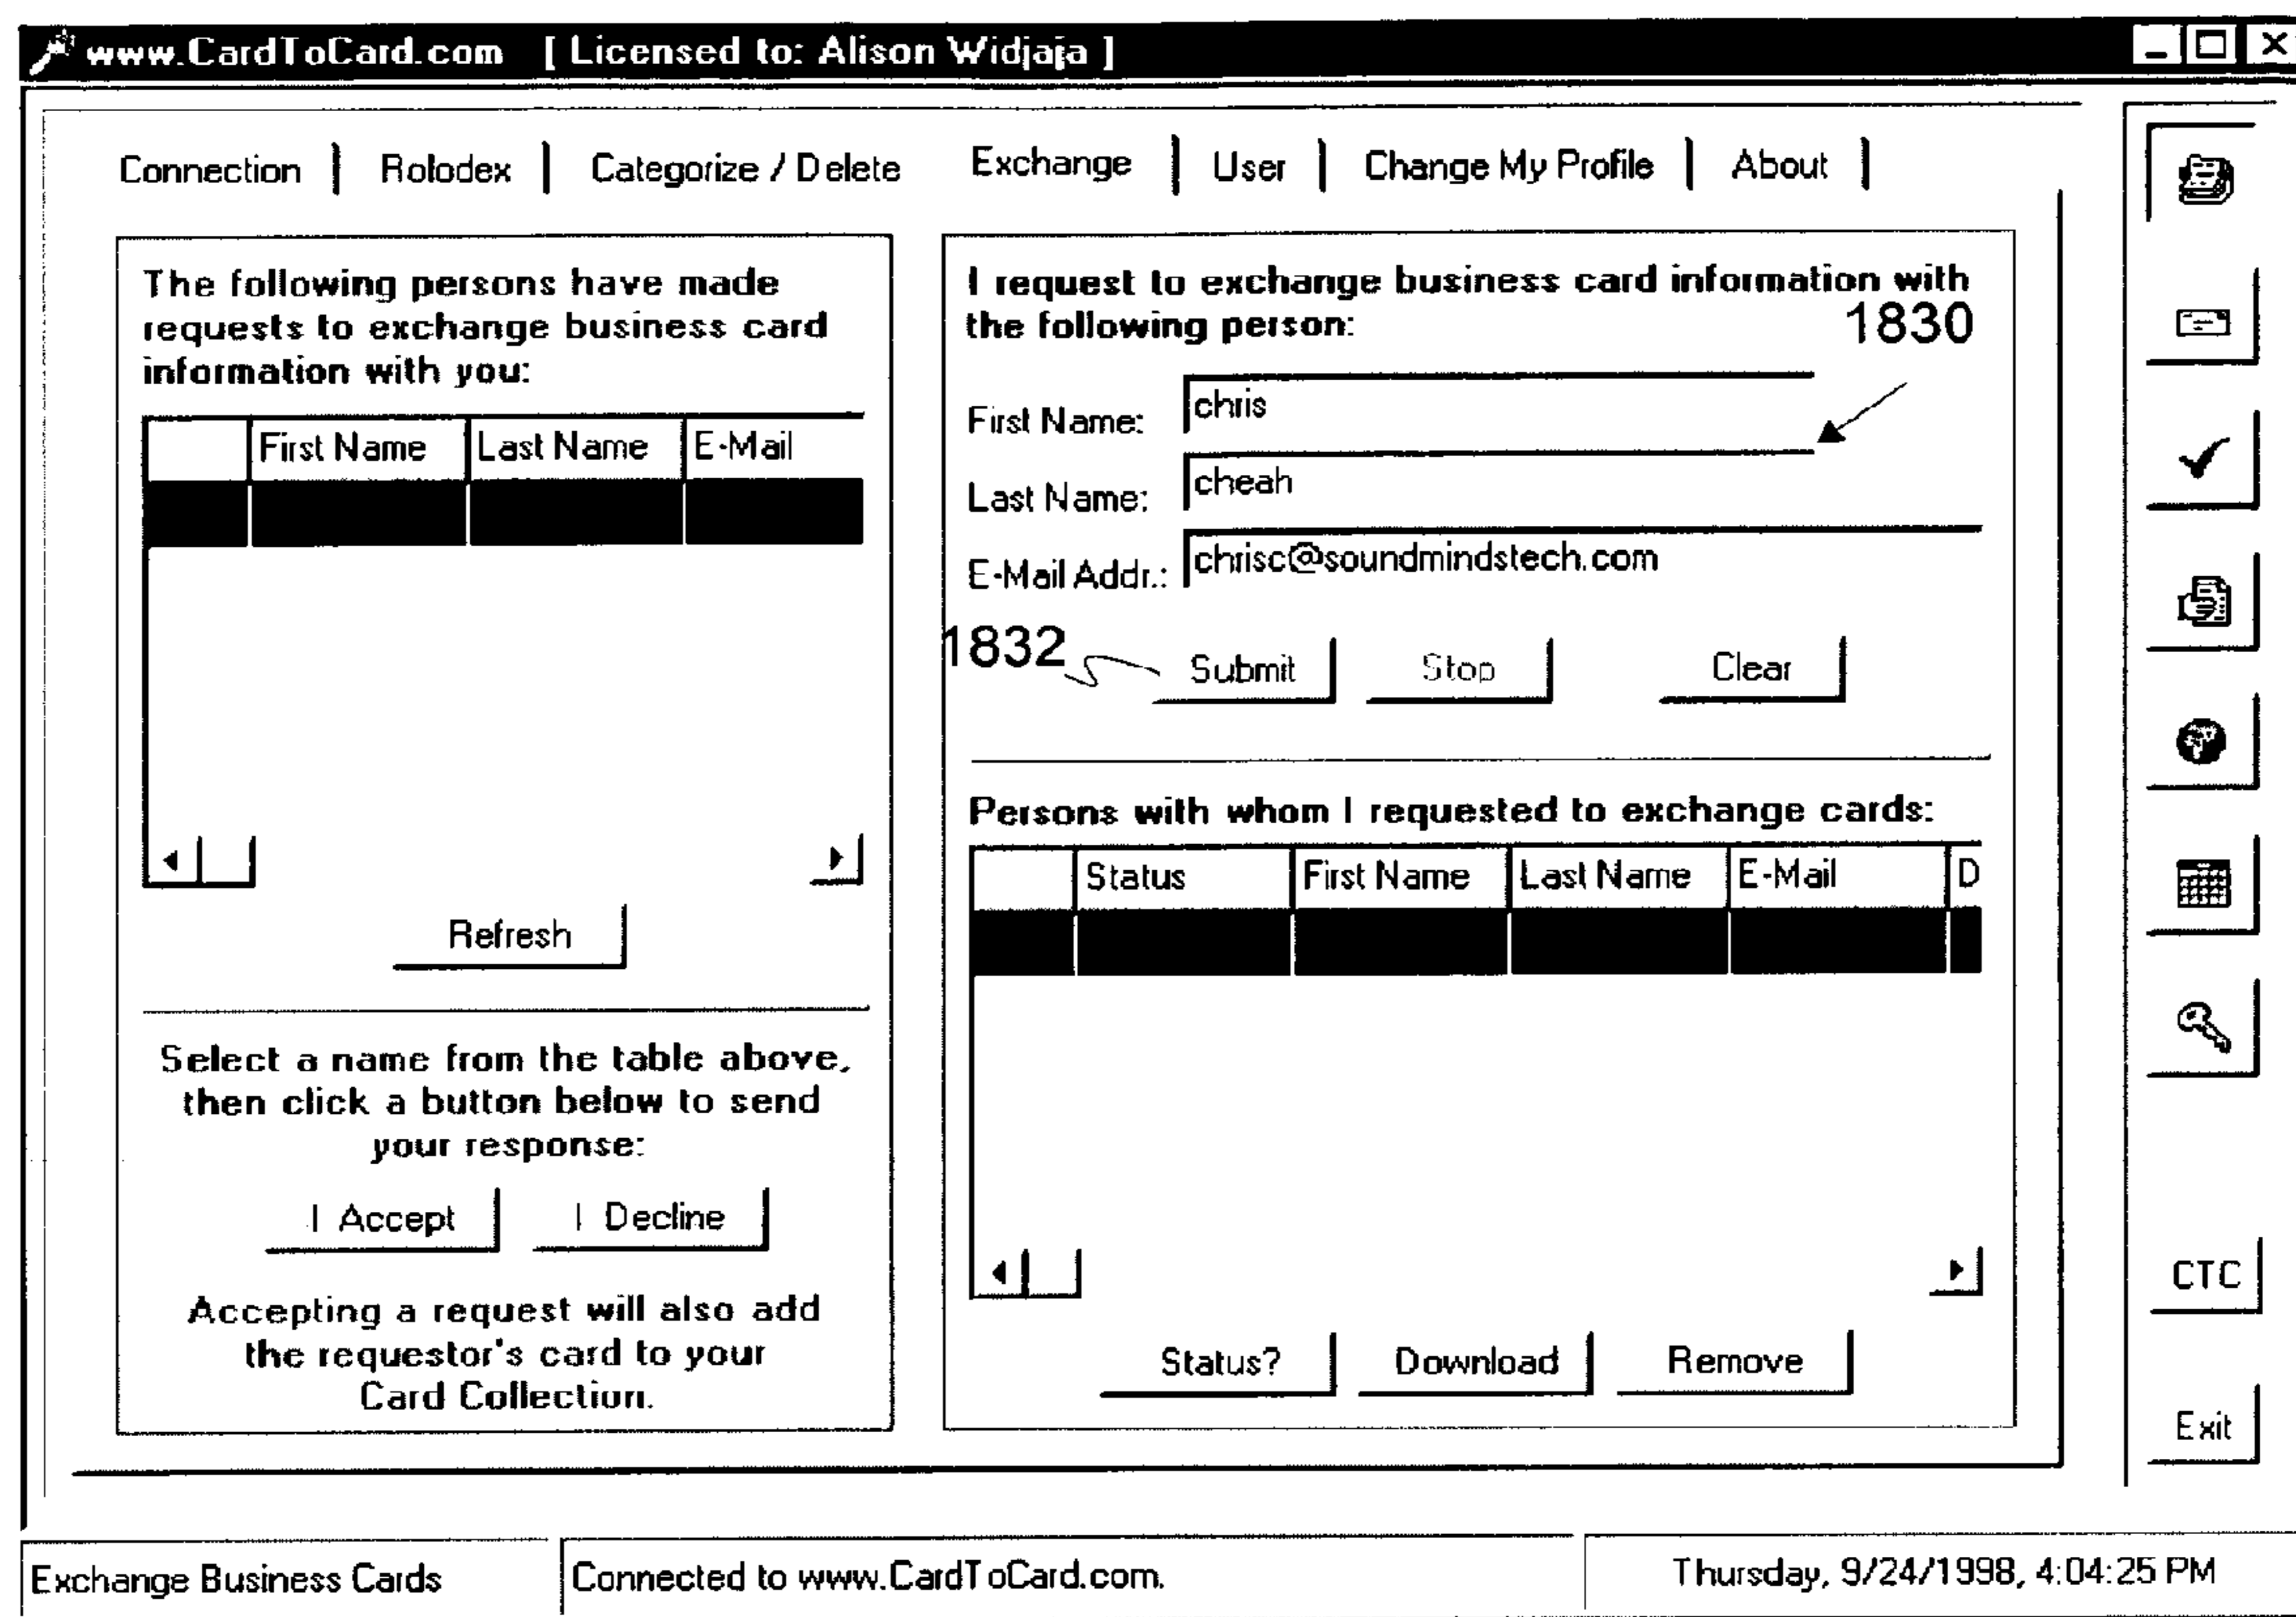 www.CardToCard.com [ Licensed to: Alison Widjaja ]
Connection | Rolodex | Categorize / Delete Exchange | User | Change My Profile | About |
The following persons have made
requests to exchange business card
information with you:
First Name Last Name E-Mail
Refresh
Select a name from the table above,
then click a button below to send
your response:
I Accept I Decline
Accepting a request will also add
the requestor's card to your
Card Collection.
I request to exchange business card information with
the following person:
1830
First Name: chris
Last Name: cheah
E-Mail Addr.: chrisc@soundmindstech.com
1832
Submit Stop Clear
Persons with whom I requested to exchange cards:
Status First Name Last Name E-Mail D
Status? Download Remove
CTC
Exit
Exchange Business Cards Connected to www.CardToCard.com. Thursday, 9/24/1998, 4:04:25 PM